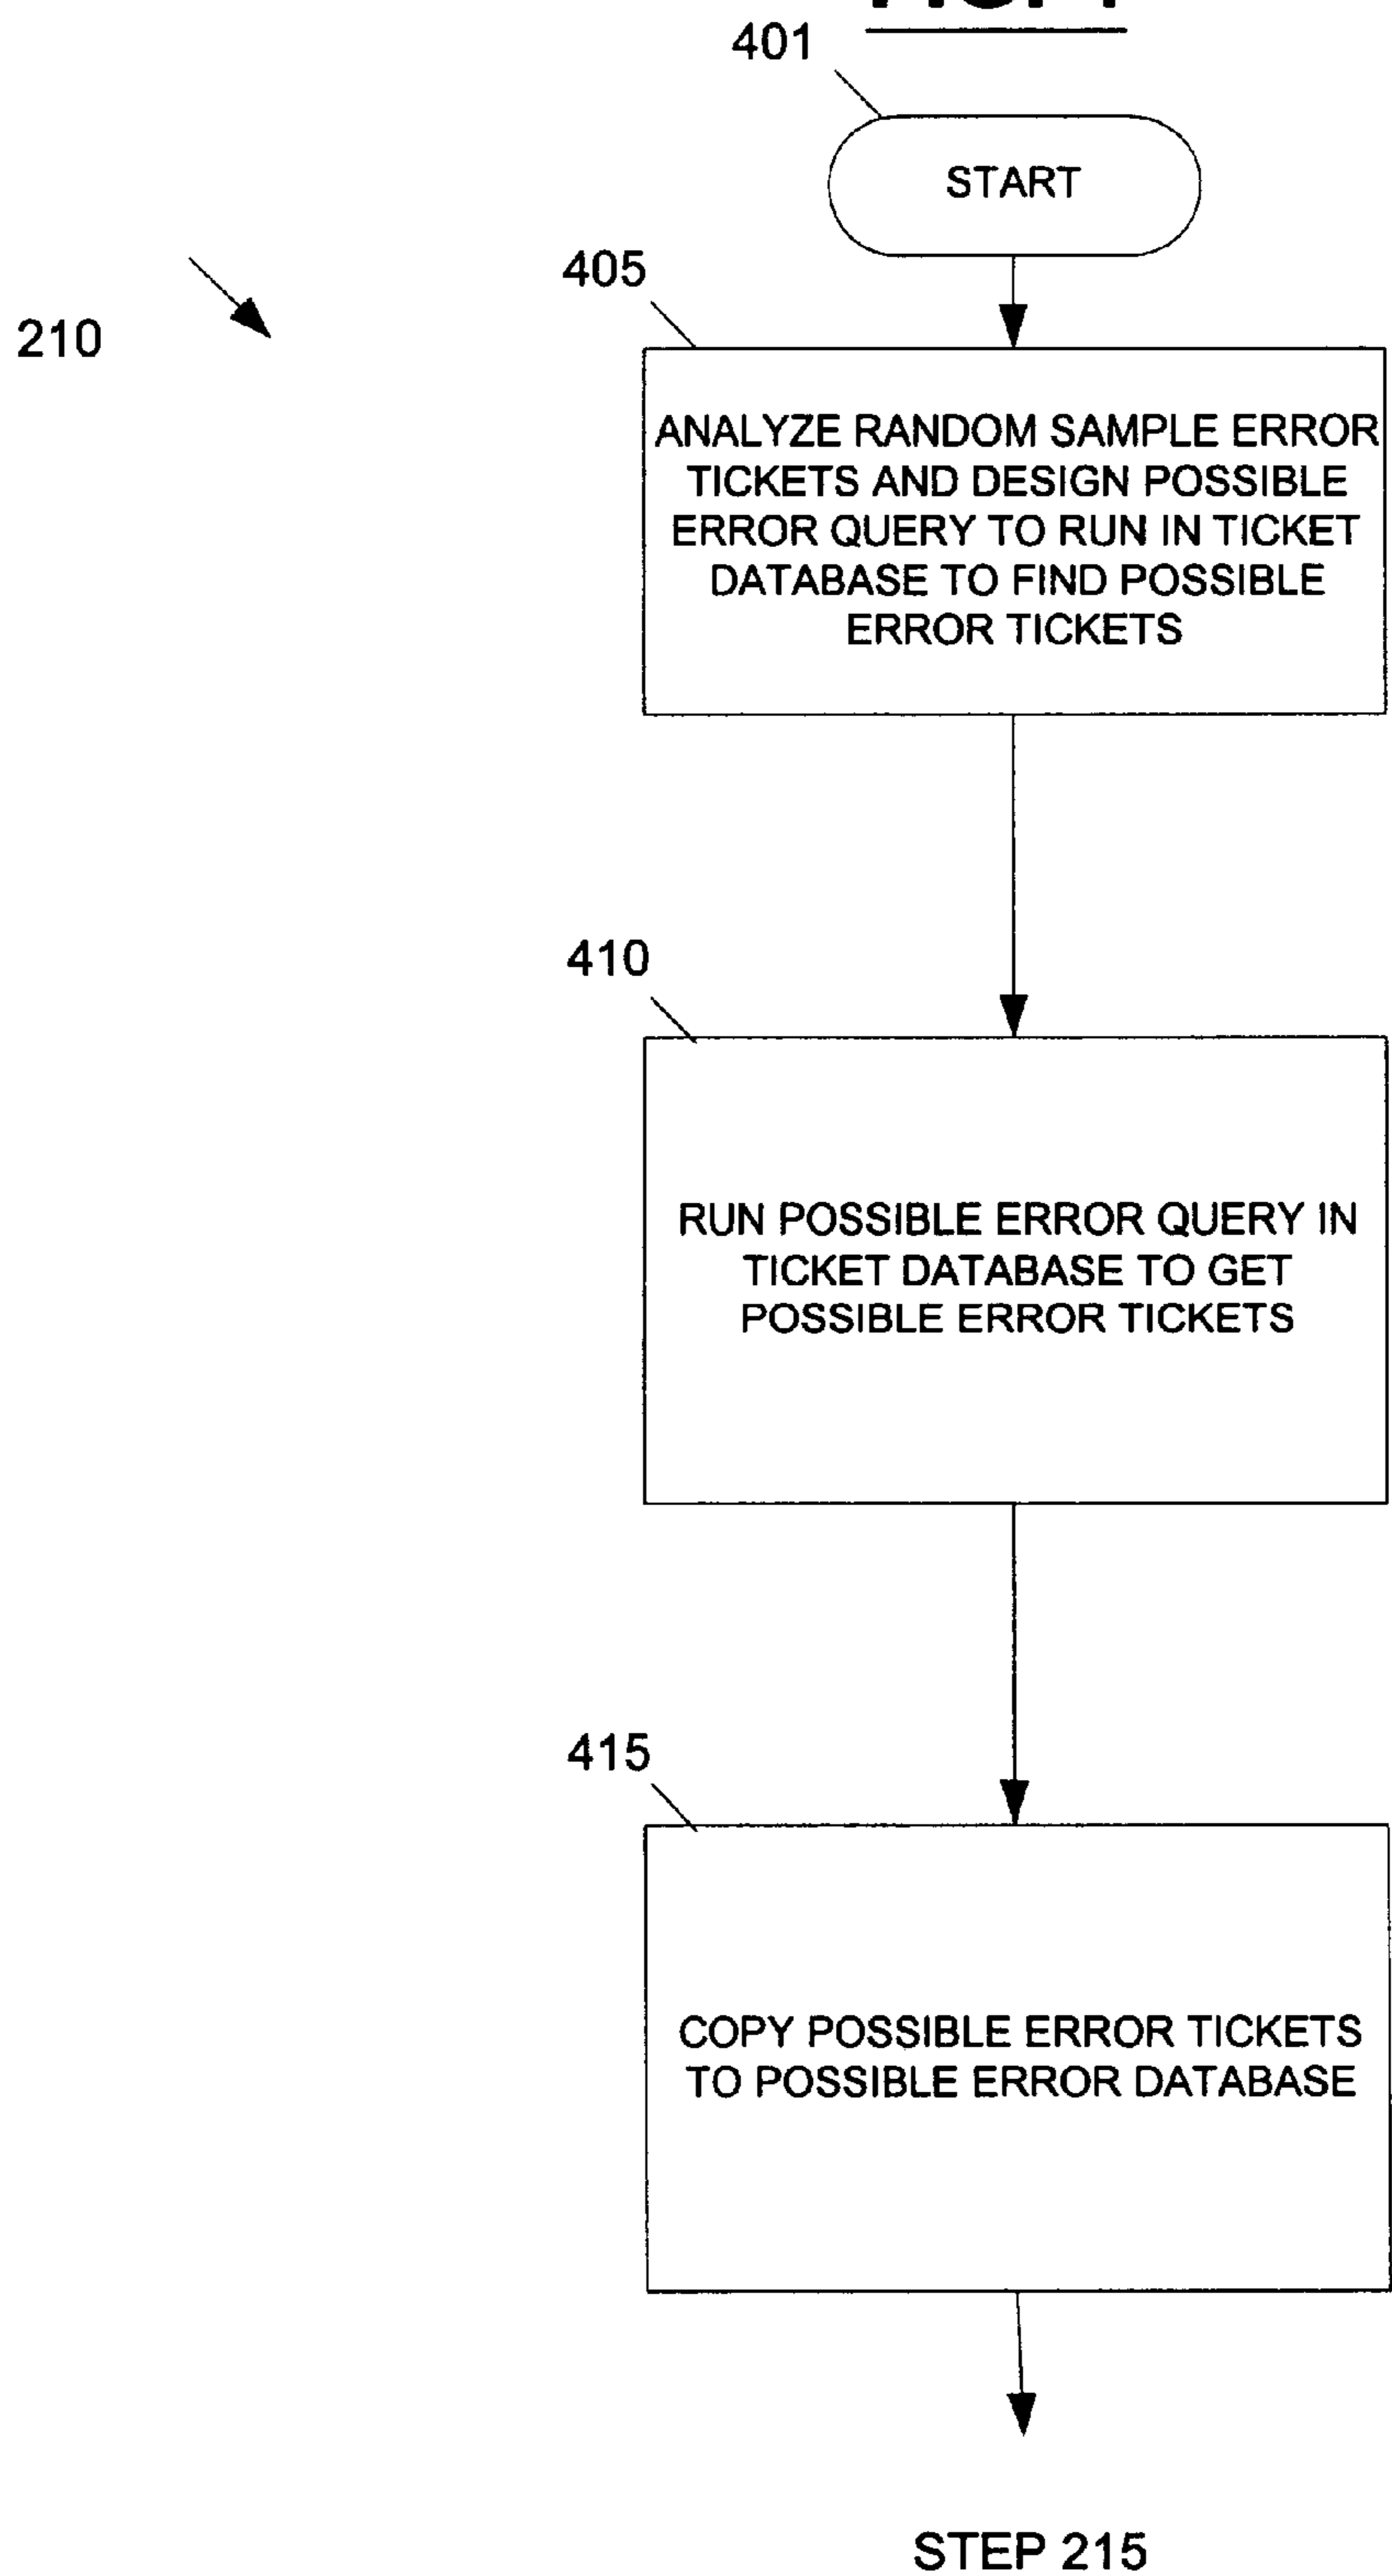 401
START
405
210
ANALYZE RANDOM SAMPLE ERROR
TICKETS AND DESIGN POSSIBLE
ERROR QUERY TO RUN IN TICKET
DATABASE TO FIND POSSIBLE
ERROR TICKETS
410
RUN POSSIBLE ERROR QUERY IN
TICKET DATABASE TO GET
POSSIBLE ERROR TICKETS
415
COPY POSSIBLE ERROR TICKETS
TO POSSIBLE ERROR DATABASE
STEP 215